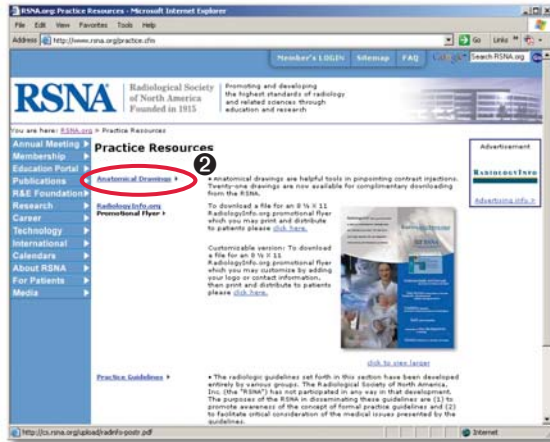 RSNA.org: Practice Resources - Microsoft Internet Explorer
File Edit View Favorites Tools Help
Address http://www.rsna.org/practice.cfm Go Links
Member's LOGIN Sitemap FAQ Search RSNA.org Go
RSNA
Radiological Society
of North America
Founded in 1915
Promoting and developing
the highest standards of radiology
and related sciences through
education and research
You are here: RSNA.org > Practice Resources
Annual Meeting
Membership
Education Portal
Publications
R&E Foundation
Research
Career
Technology
International
Calendars
About RSNA
For Patients
Media
Practice Resources
2
Anatomical Drawings
• Anatomical drawings are helpful tools in pinpointing contract injections.
Twenty-one drawings are now available for complimentary downloading
from the RSNA.
RadiologyInfo.org
Promotional Flyer
To download a file for an 8 ½ X 11
RadiologyInfo.org promotional flyer
which you may print and distribute
to patients please click here.
Customizable version: To download
a file for an 8 ½ X 11
RadiologyInfo.org promotional flyer
which you may customize by adding
your logo or contact information,
then print and distribute to patients
please click here.
click to view larger
Practice Guidelines
• The radiologic guidelines set forth in this section have been developed
entirely by various groups. The Radiological Society of North America,
Inc. (the "RSNA") has not participated in any way in that development.
The purposes of the RSNA in disseminating these guidelines are (1) to
promote awareness of the concept of formal practice guidelines and (2)
to facilitate critical consideration of the medical issues presented by the
guidelines.
Advertisement
RADIOLOGYINFO
Advertising info
http://cs.rsna.org/upload/radinfo-postr.pdf
Internet